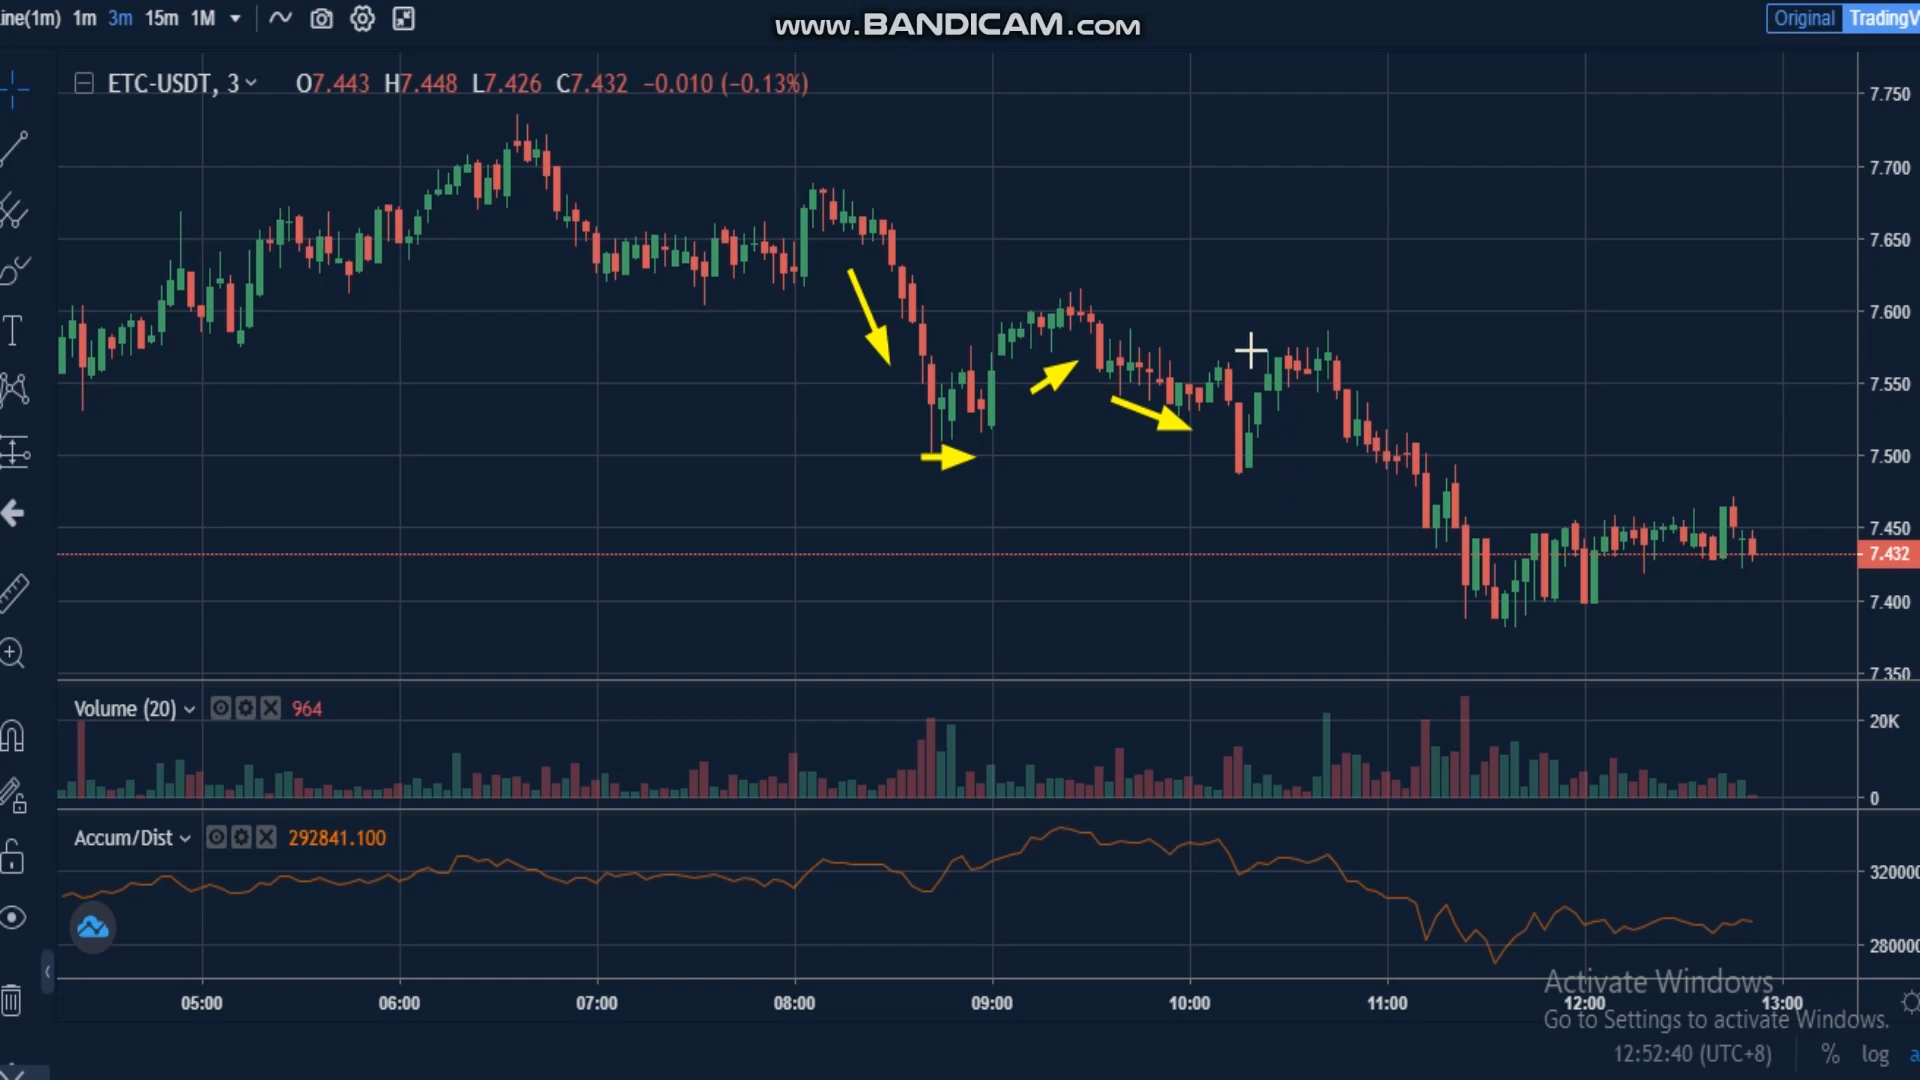 ine(1m) 1m 3m 15m 1M
www.BANDICAM.com
Original TradingV
ETC-USDT, 3 O7.443 H7.448 L7.426 C7.432 −0.010 (−0.13%)
7.750
7.700
7.650
7.600
7.550
7.500
7.450
7.432
7.400
7.350
Volume (20) 964
20K
0
Accum/Dist 292841.100
320000
280000
05:00 06:00 07:00 08:00 09:00 10:00 11:00 12:00 13:00
Activate Windows
Go to Settings to activate Windows.
12:52:40 (UTC+8) % log a